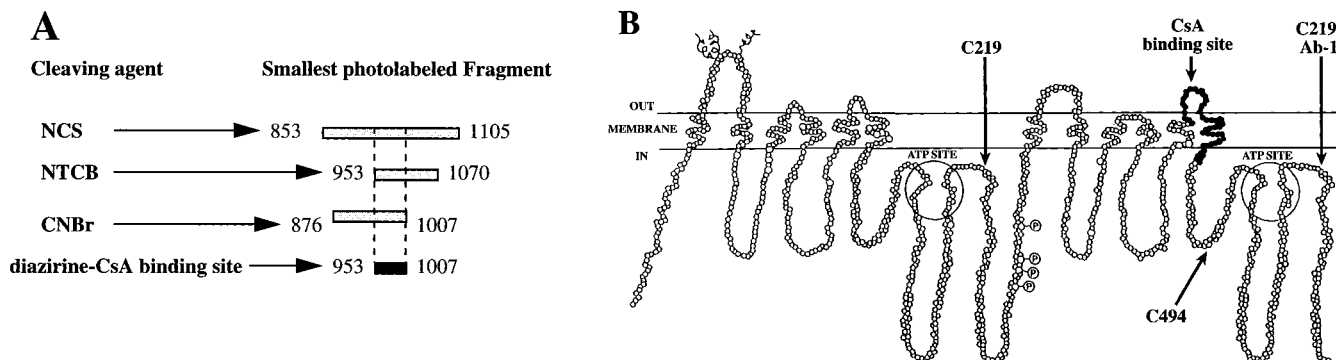 A
Cleaving agent Smallest photolabeled Fragment
NCS 853 1105
NTCB 953 1070
CNBr 876 1007
diazirine-CsA binding site 953 1007
B
C219
CsA
binding site
C219
Ab-1
OUT
MEMBRANE
IN
ATP SITE
ATP SITE
P
P
P
P
C494